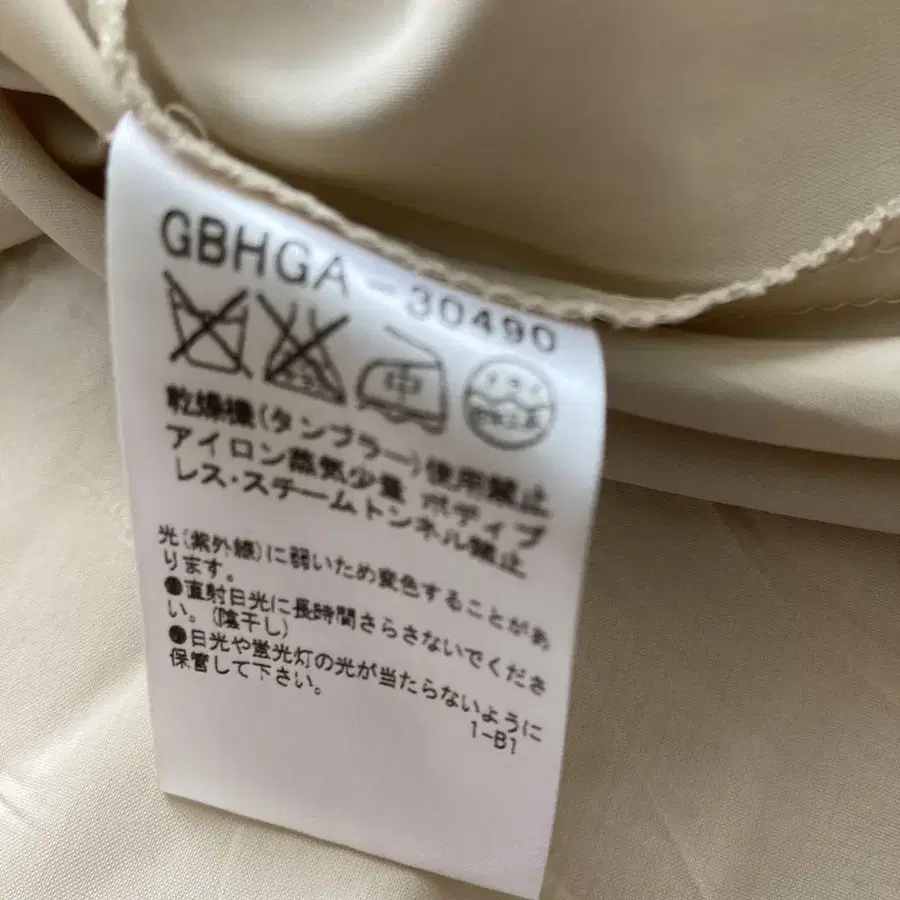 GBHGA-30490
中
ドライ
乾燥機(タンブラー)使用禁止
アイロン蒸気少量 ボディプ
レス・スチームトンネル禁止
光(紫外線)に弱いため変色することがあ
ります。
●直射日光に長時間さらさないでくださ
い。(陰干し)
●日光や蛍光灯の光が当たらないように
保管して下さい。
1-B1